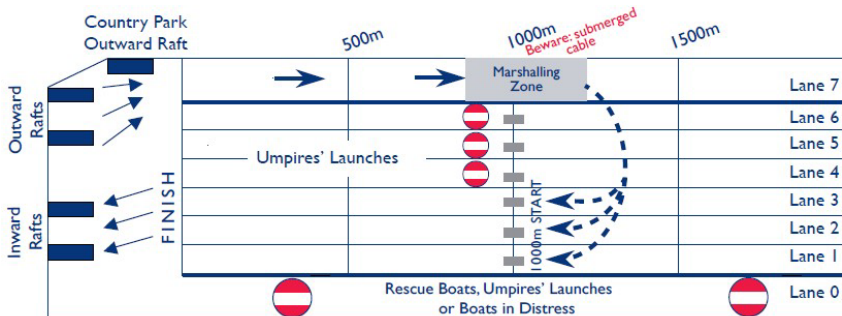 Country Park
Outward Raft
500m
1000m
Beware: submerged
cable
1500m
Marshalling
Zone
Lane 7
Outward
Rafts
Lane 6
Lane 5
Umpires' Launches
Lane 4
Inward
Rafts
FINISH
1000m START
Lane 3
Lane 2
Lane 1
Rescue Boats, Umpires' Launches
or Boats in Distress
Lane 0